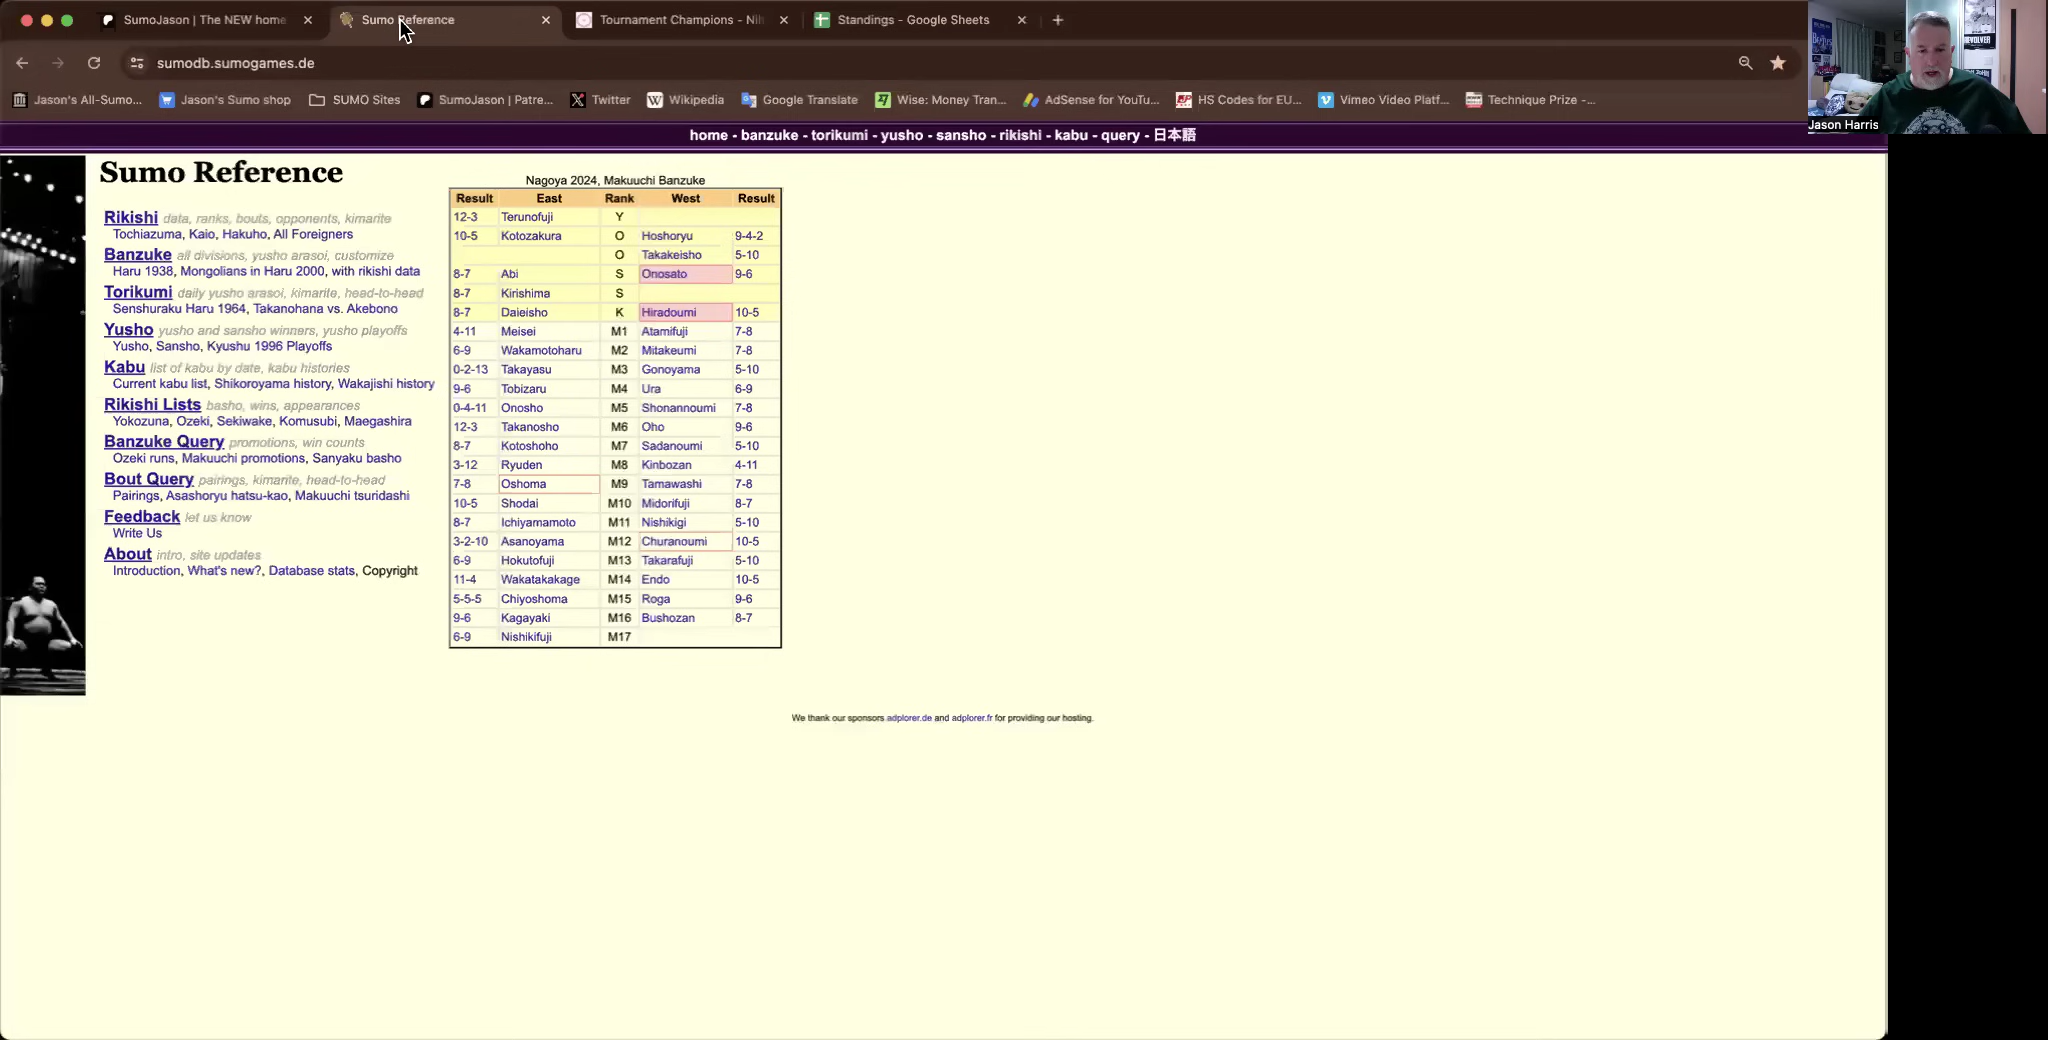 SumoJason | The NEW home
Sumo Reference
Tournament Champions - Nih
Standings - Google Sheets
sumodb.sumogames.de
Jason's All-Sumo...
Jason's Sumo shop
SUMO Sites
SumoJason | Patre...
Twitter
Wikipedia
Google Translate
Wise: Money Tran...
AdSense for YouTu...
HS Codes for EU...
Vimeo Video Platf...
Technique Prize -...
Jason Harris
home - banzuke - torikumi - yusho - sansho - rikishi - kabu - query - 日本語
Sumo Reference
Rikishi data, ranks, bouts, opponents, kimarite
Tochiazuma, Kaio, Hakuho, All Foreigners
Banzuke all divisions, yusho arasoi, customize
Haru 1938, Mongolians in Haru 2000, with rikishi data
Torikumi daily yusho arasoi, kimarite, head-to-head
Senshuraku Haru 1964, Takanohana vs. Akebono
Yusho yusho and sansho winners, yusho playoffs
Yusho, Sansho, Kyushu 1996 Playoffs
Kabu list of kabu by date, kabu histories
Current kabu list, Shikoroyama history, Wakajishi history
Rikishi Lists basho, wins, appearances
Yokozuna, Ozeki, Sekiwake, Komusubi, Maegashira
Banzuke Query promotions, win counts
Ozeki runs, Makuuchi promotions, Sanyaku basho
Bout Query pairings, kimarite, head-to-head
Pairings, Asashoryu hatsu-kao, Makuuchi tsuridashi
Feedback let us know
Write Us
About intro, site updates
Introduction, What's new?, Database stats, Copyright
Nagoya 2024, Makuuchi Banzuke
Result East Rank West Result
12-3 Terunofuji Y
10-5 Kotozakura O Hoshoryu 9-4-2
O Takakeisho 5-10
8-7 Abi S Onosato 9-6
8-7 Kirishima S
8-7 Daieisho K Hiradoumi 10-5
4-11 Meisei M1 Atamifuji 7-8
6-9 Wakamotoharu M2 Mitakeumi 7-8
0-2-13 Takayasu M3 Gonoyama 5-10
9-6 Tobizaru M4 Ura 6-9
0-4-11 Onosho M5 Shonannoumi 7-8
12-3 Takanosho M6 Oho 9-6
8-7 Kotoshoho M7 Sadanoumi 5-10
3-12 Ryuden M8 Kinbozan 4-11
7-8 Oshoma M9 Tamawashi 7-8
10-5 Shodai M10 Midorifuji 8-7
8-7 Ichiyamamoto M11 Nishikigi 5-10
3-2-10 Asanoyama M12 Churanoumi 10-5
6-9 Hokutofuji M13 Takarafuji 5-10
11-4 Wakatakakage M14 Endo 10-5
5-5-5 Chiyoshoma M15 Roga 9-6
9-6 Kagayaki M16 Bushozan 8-7
6-9 Nishikifuji M17
We thank our sponsors adplorer.de and adplorer.fr for providing our hosting.